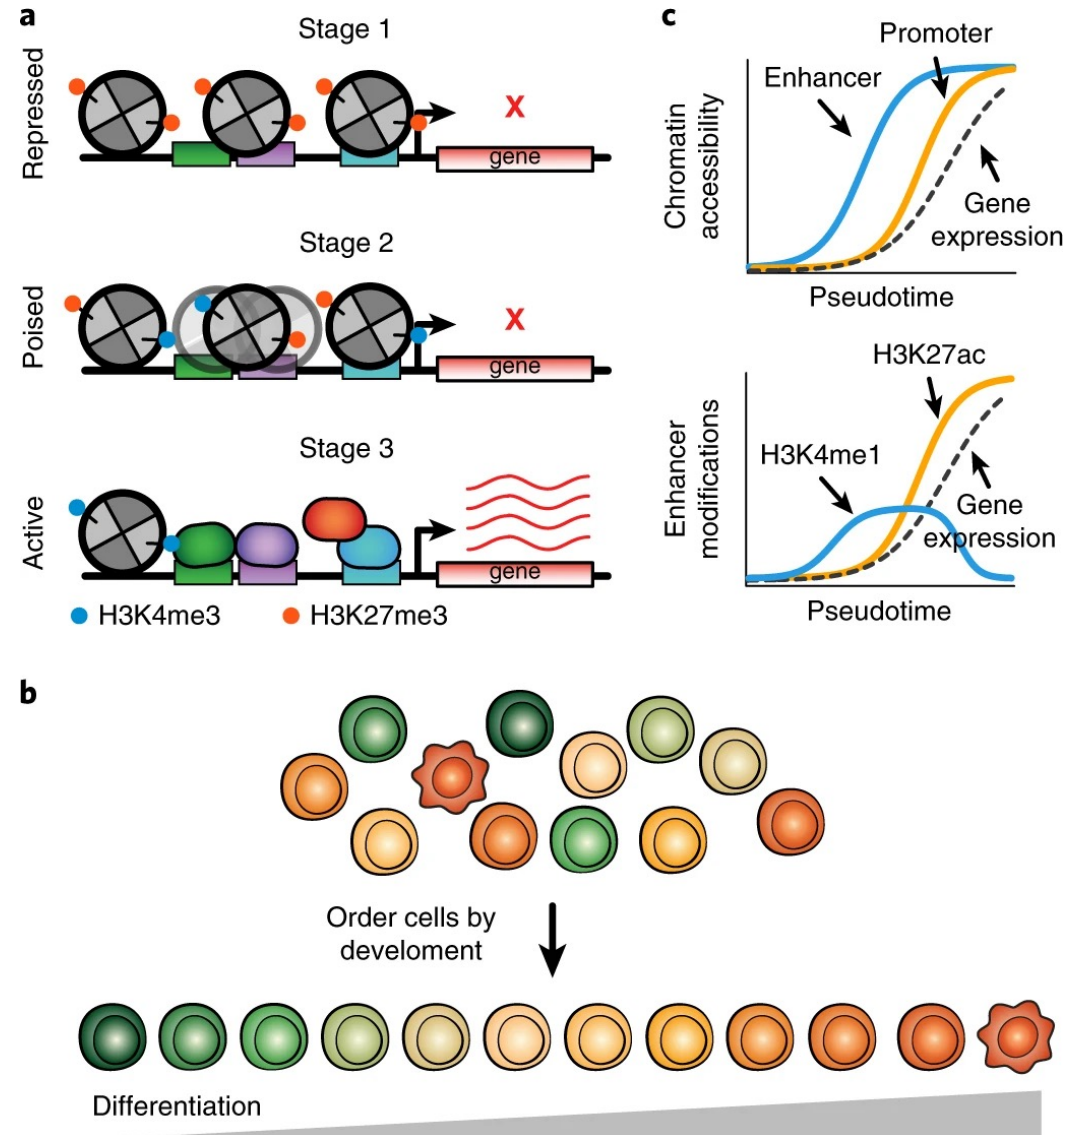 a
Stage 1
Repressed
X
gene
Stage 2
Poised
X
gene
Stage 3
Active
gene
H3K4me3
H3K27me3
c
Promoter
Enhancer
Chromatin
accessibility
Gene
expression
Pseudotime
H3K27ac
H3K4me1
Enhancer
modifications
Gene
expression
Pseudotime
b
Order cells by
develoment
Differentiation